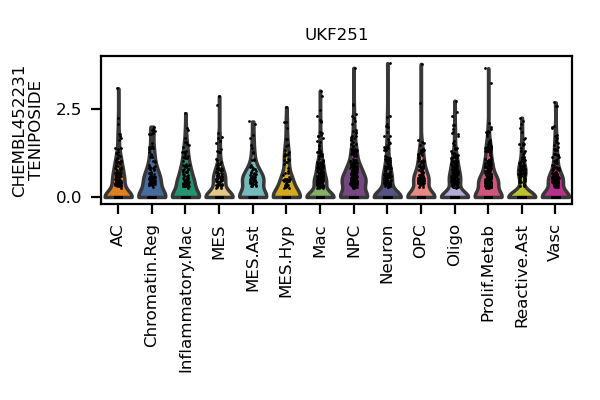 UKF251
CHEMBL452231
TENIPOSIDE
2.5
0.0
AC
Chromatin.Reg
Inflammatory.Mac
MES
MES.Ast
MES.Hyp
Mac
NPC
Neuron
OPC
Oligo
Prolif.Metab
Reactive.Ast
Vasc